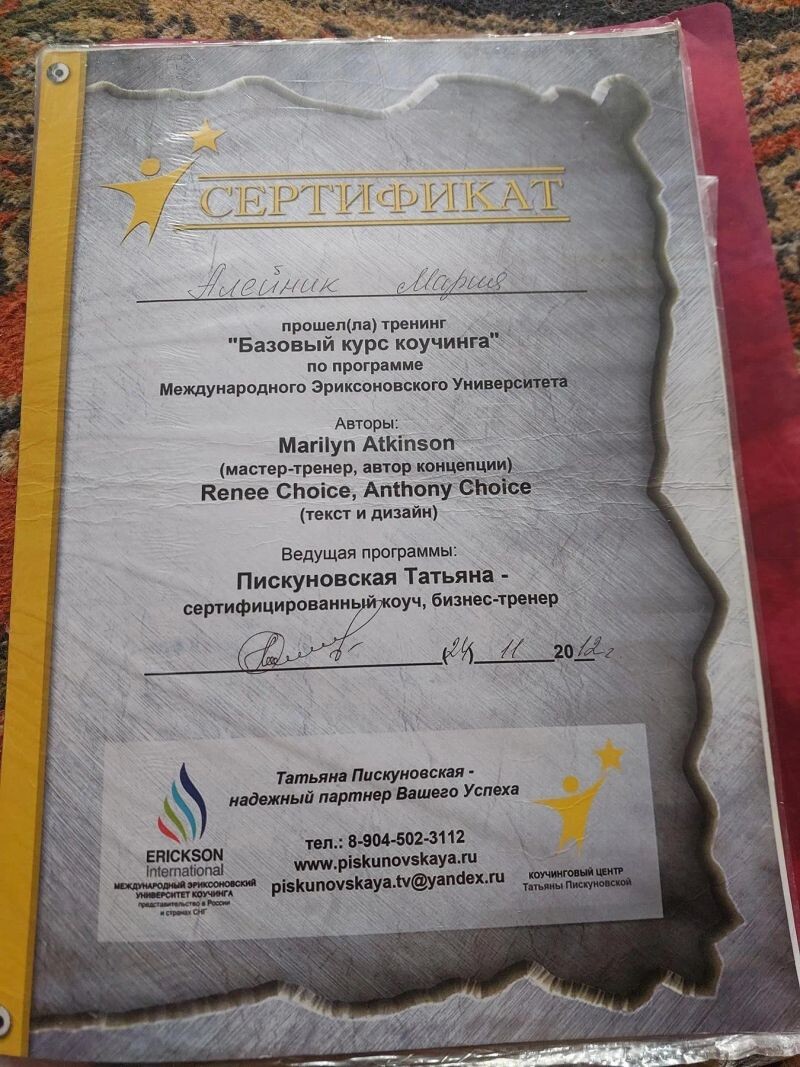 СЕРТИФИКАТ
Алейник Мария
прошел(ла) тренинг
"Базовый курс коучинга"
по программе
Международного Эриксоновского Университета
Авторы:
Marilyn Atkinson
(мастер-тренер, автор концепции)
Renee Choice, Anthony Choice
(текст и дизайн)
Ведущая программы:
Пискуновская Татьяна -
сертифицированный коуч, бизнес-тренер
(24) 11 2012 г.
Татьяна Пискуновская -
надежный партнер Вашего Успеха
тел.: 8-904-502-3112
www.piskunovskaya.ru
piskunovskaya.tv@yandex.ru
ERICKSON
International
МЕЖДУНАРОДНЫЙ ЭРИКСОНОВСКИЙ
УНИВЕРСИТЕТ КОУЧИНГА
представительство в России
и странах СНГ
КОУЧИНГОВЫЙ ЦЕНТР
Татьяны Пискуновской